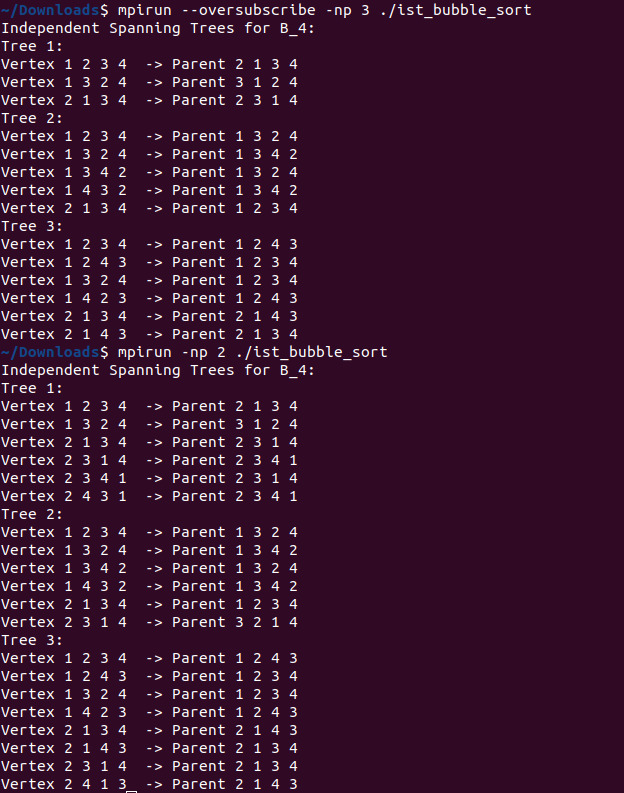 ~/Downloads$ mpirun --oversubscribe -np 3 ./ist_bubble_sort
Independent Spanning Trees for B_4:
Tree 1:
Vertex 1 2 3 4  -> Parent 2 1 3 4
Vertex 1 3 2 4  -> Parent 3 1 2 4
Vertex 2 1 3 4  -> Parent 2 3 1 4
Tree 2:
Vertex 1 2 3 4  -> Parent 1 3 2 4
Vertex 1 3 2 4  -> Parent 1 3 4 2
Vertex 1 3 4 2  -> Parent 1 3 2 4
Vertex 1 4 3 2  -> Parent 1 3 4 2
Vertex 2 1 3 4  -> Parent 1 2 3 4
Tree 3:
Vertex 1 2 3 4  -> Parent 1 2 4 3
Vertex 1 2 4 3  -> Parent 1 2 3 4
Vertex 1 3 2 4  -> Parent 1 2 3 4
Vertex 1 4 2 3  -> Parent 1 2 4 3
Vertex 2 1 3 4  -> Parent 2 1 4 3
Vertex 2 1 4 3  -> Parent 2 1 3 4
~/Downloads$ mpirun -np 2 ./ist_bubble_sort
Independent Spanning Trees for B_4:
Tree 1:
Vertex 1 2 3 4  -> Parent 2 1 3 4
Vertex 1 3 2 4  -> Parent 3 1 2 4
Vertex 2 1 3 4  -> Parent 2 3 1 4
Vertex 2 3 1 4  -> Parent 2 3 4 1
Vertex 2 3 4 1  -> Parent 2 3 1 4
Vertex 2 4 3 1  -> Parent 2 3 4 1
Tree 2:
Vertex 1 2 3 4  -> Parent 1 3 2 4
Vertex 1 3 2 4  -> Parent 1 3 4 2
Vertex 1 3 4 2  -> Parent 1 3 2 4
Vertex 1 4 3 2  -> Parent 1 3 4 2
Vertex 2 1 3 4  -> Parent 1 2 3 4
Vertex 2 3 1 4  -> Parent 3 2 1 4
Tree 3:
Vertex 1 2 3 4  -> Parent 1 2 4 3
Vertex 1 2 4 3  -> Parent 1 2 3 4
Vertex 1 3 2 4  -> Parent 1 2 3 4
Vertex 1 4 2 3  -> Parent 1 2 4 3
Vertex 2 1 3 4  -> Parent 2 1 4 3
Vertex 2 1 4 3  -> Parent 2 1 3 4
Vertex 2 3 1 4  -> Parent 2 1 3 4
Vertex 2 4 1 3  -> Parent 2 1 4 3